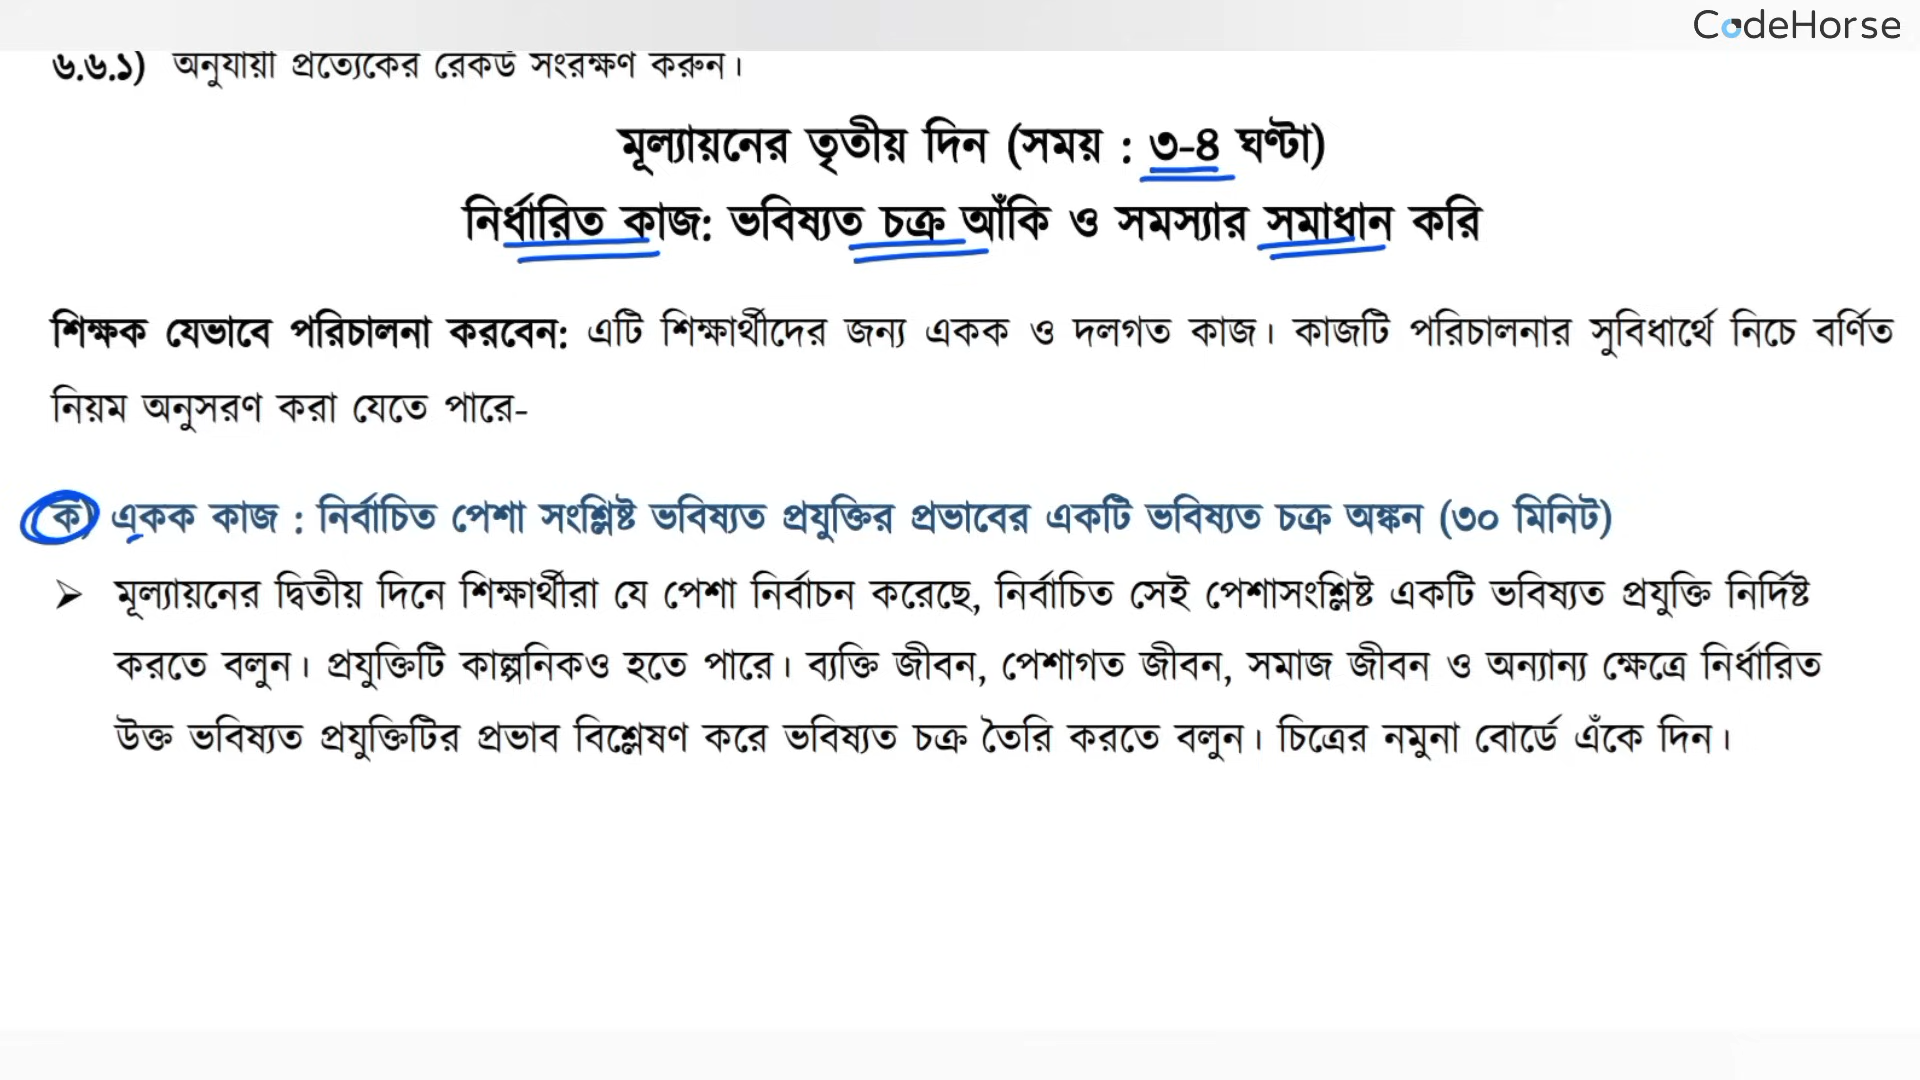 CodeHorse
৬.৬.১) অনুযায়ী প্রত্যেকের রেকর্ড সংরক্ষণ করুন।
মূল্যায়নের তৃতীয় দিন (সময় : ৩-৪ ঘণ্টা)
নির্ধারিত কাজ: ভবিষ্যত চক্র আঁকি ও সমস্যার সমাধান করি
শিক্ষক যেভাবে পরিচালনা করবেন: এটি শিক্ষার্থীদের জন্য একক ও দলগত কাজ। কাজটি পরিচালনার সুবিধার্থে নিচে বর্ণিত
নিয়ম অনুসরণ করা যেতে পারে-
ক) একক কাজ : নির্বাচিত পেশা সংশ্লিষ্ট ভবিষ্যত প্রযুক্তির প্রভাবের একটি ভবিষ্যত চক্র অঙ্কন (৩০ মিনিট)
➢ মূল্যায়নের দ্বিতীয় দিনে শিক্ষার্থীরা যে পেশা নির্বাচন করেছে, নির্বাচিত সেই পেশাসংশ্লিষ্ট একটি ভবিষ্যত প্রযুক্তি নির্দিষ্ট
করতে বলুন। প্রযুক্তিটি কাল্পনিকও হতে পারে। ব্যক্তি জীবন, পেশাগত জীবন, সমাজ জীবন ও অন্যান্য ক্ষেত্রে নির্ধারিত
উক্ত ভবিষ্যত প্রযুক্তিটির প্রভাব বিশ্লেষণ করে ভবিষ্যত চক্র তৈরি করতে বলুন। চিত্রের নমুনা বোর্ডে এঁকে দিন।